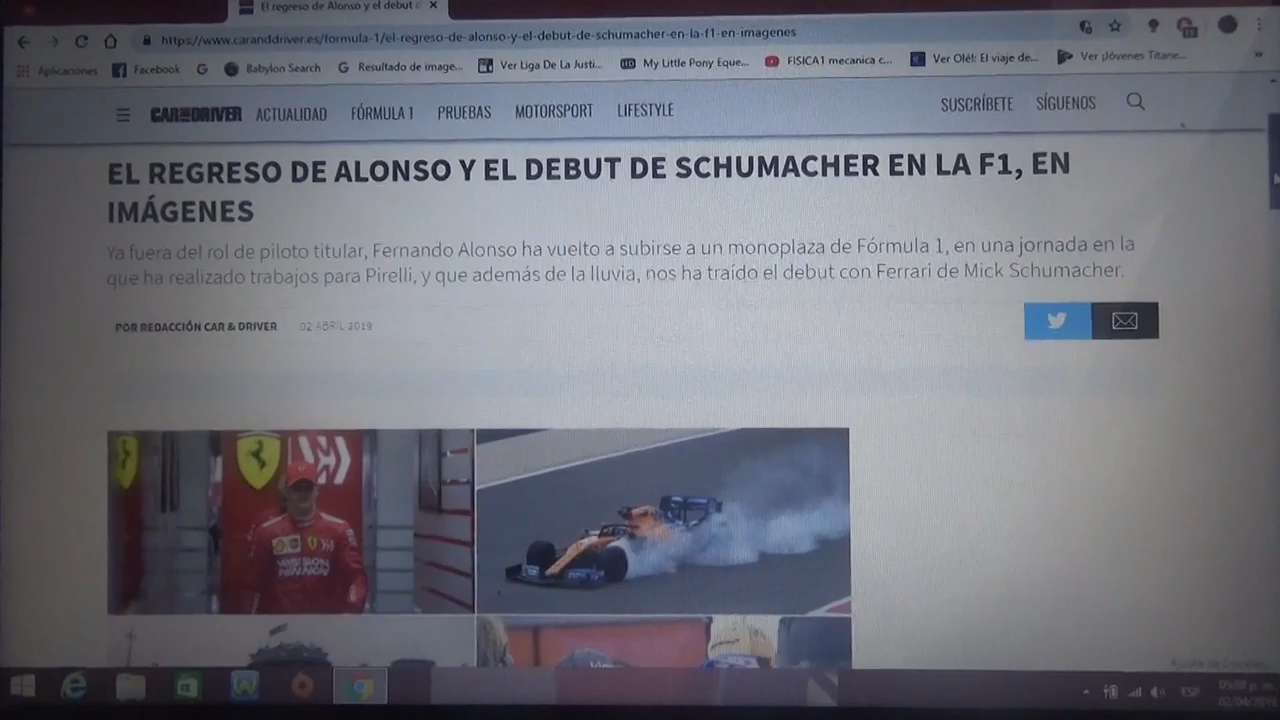 El regreso de Alonso y el debut
https://www.caranddriver.es/formula-1/el-regreso-de-alonso-y-el-debut-de-schumacher-en-la-f1-en-imagenes
Aplicaciones Facebook Babylon Search Resultado de image... Ver Liga De La Justi... My Little Pony Eque... FISICA1 mecanica c... Ver Olé!: El viaje de... Ver Jóvenes Titane... »
CAR AND DRIVER ACTUALIDAD FÓRMULA 1 PRUEBAS MOTORSPORT LIFESTYLE SUSCRÍBETE SÍGUENOS
EL REGRESO DE ALONSO Y EL DEBUT DE SCHUMACHER EN LA F1, EN
IMÁGENES
Ya fuera del rol de piloto titular, Fernando Alonso ha vuelto a subirse a un monoplaza de Fórmula 1, en una jornada en la
que ha realizado trabajos para Pirelli, y que además de la lluvia, nos ha traído el debut con Ferrari de Mick Schumacher.
POR REDACCIÓN CAR & DRIVER 02 ABRIL 2019
ESP 05:08 p. m.
02/04/2019